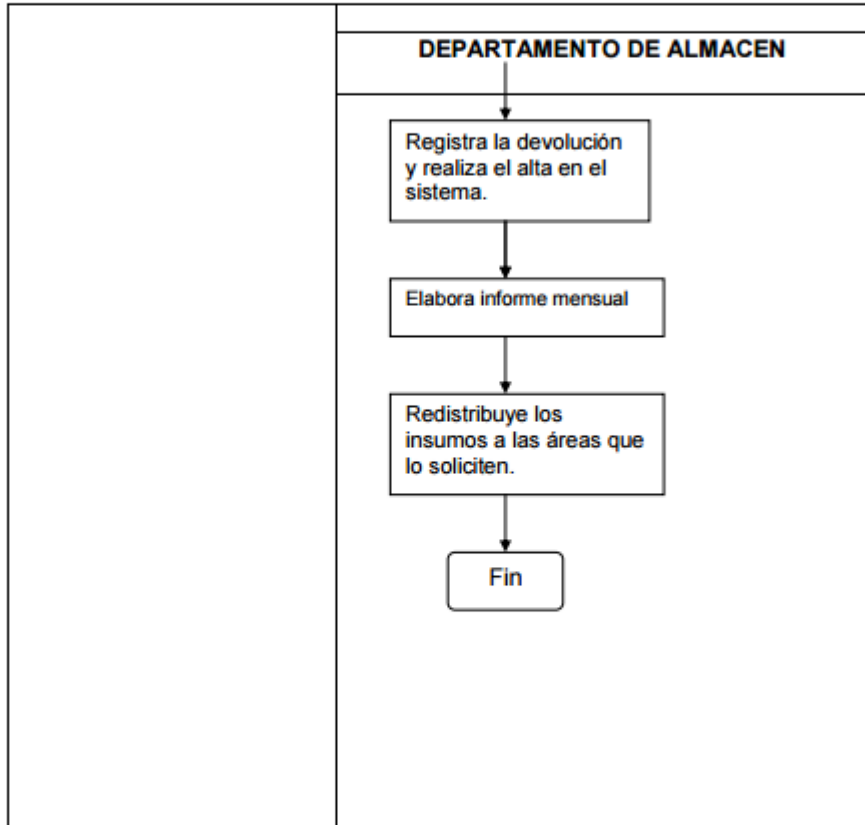 DEPARTAMENTO DE ALMACEN
Registra la devolución
y realiza el alta en el
sistema.
Elabora informe mensual
Redistribuye los
insumos a las áreas que
lo soliciten.
Fin